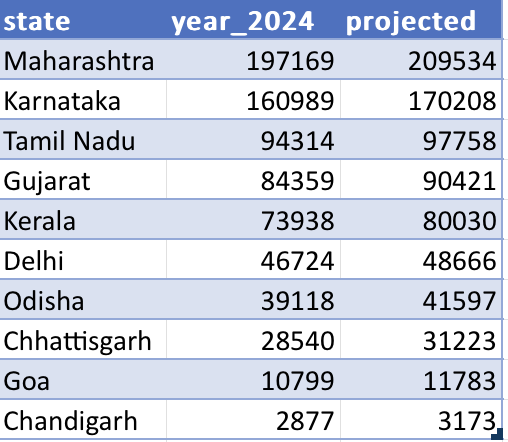 state year_2024 projected
Maharashtra 197169 209534
Karnataka 160989 170208
Tamil Nadu 94314 97758
Gujarat 84359 90421
Kerala 73938 80030
Delhi 46724 48666
Odisha 39118 41597
Chhattisgarh 28540 31223
Goa 10799 11783
Chandigarh 2877 3173